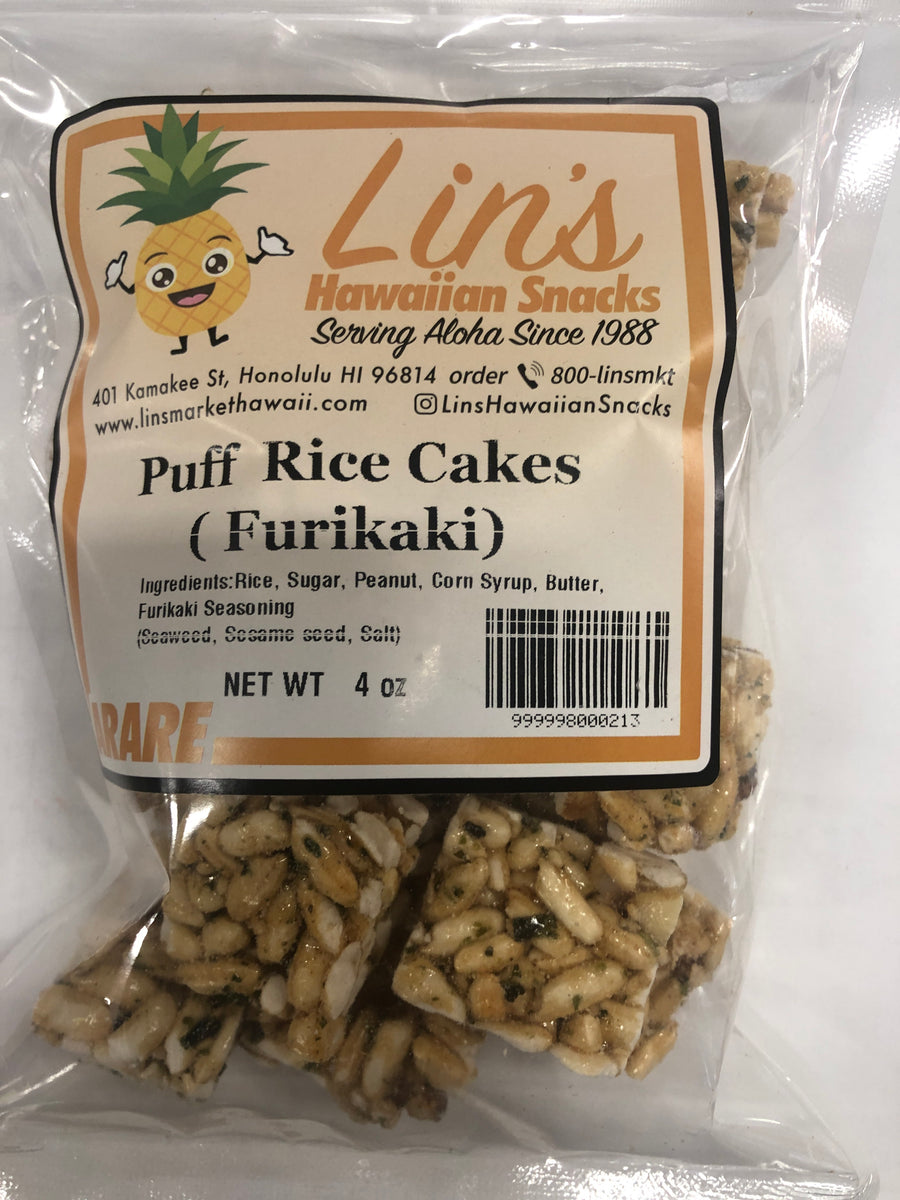 Lin's
Hawaiian Snacks
Serving Aloha Since 1988
401 Kamakee St, Honolulu HI 96814 order 800-linsmkt
www.linsmarkethawaii.com LinsHawaiianSnacks
Puff Rice Cakes
( Furikaki)
Ingredients:Rice, Sugar, Peanut, Corn Syrup, Butter,
Furikaki Seasoning
(Seaweed, Sesame seed, Salt)
NET WT 4 oz
999998000213